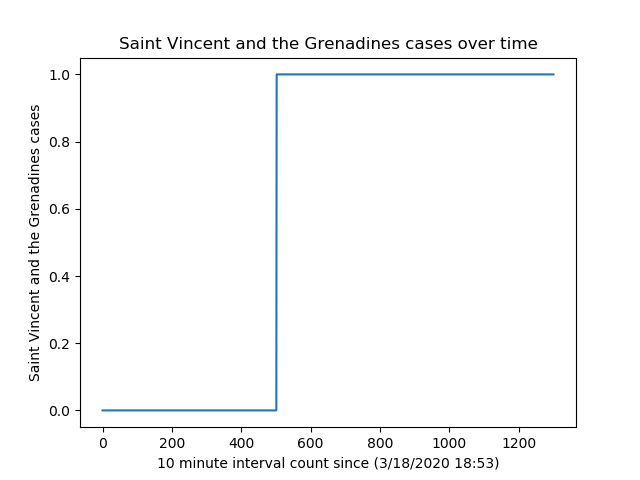 Saint Vincent and the Grenadines cases over time
Saint Vincent and the Grenadines cases
1.0
0.8
0.6
0.4
0.2
0.0
0 200 400 600 800 1000 1200
10 minute interval count since (3/18/2020 18:53)